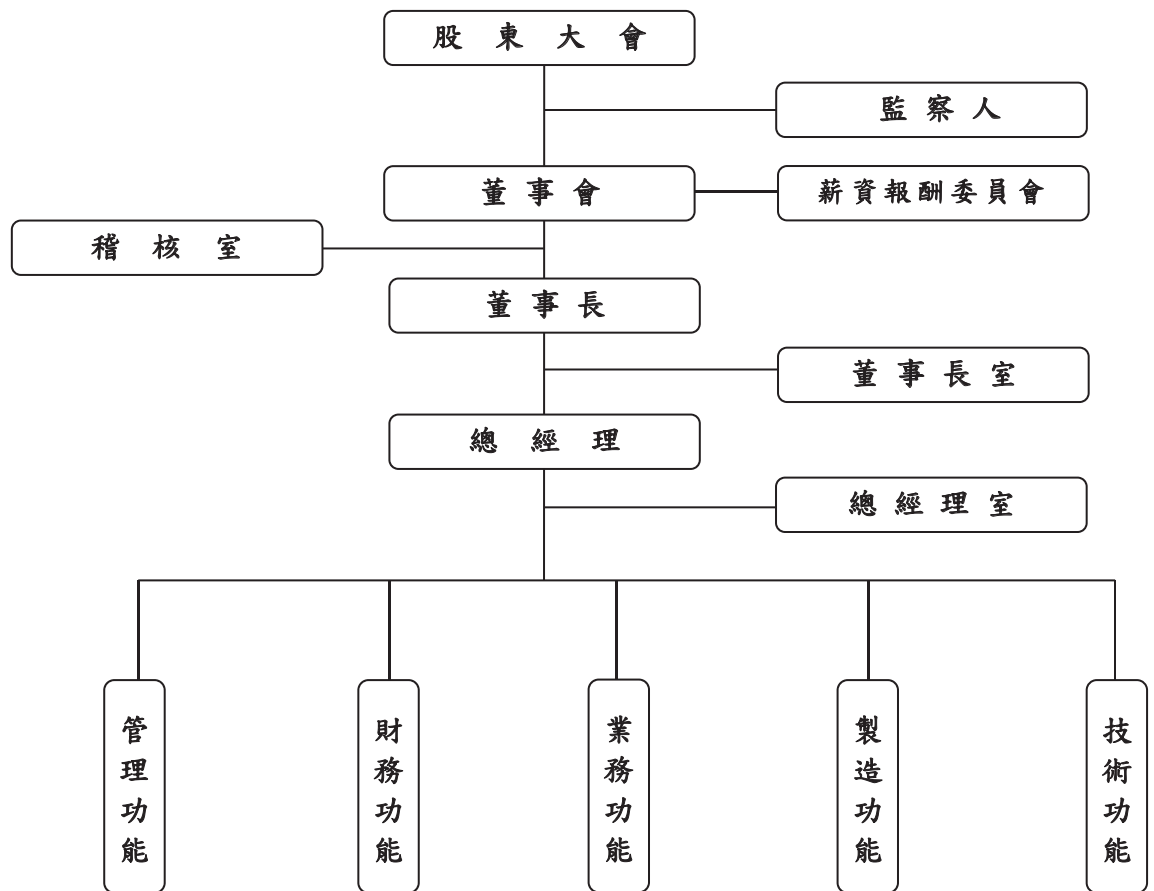 股東大會
監察人
董事會
薪資報酬委員會
稽核室
董事長
董事長室
總經理
總經理室
管理功能
財務功能
業務功能
製造功能
技術功能